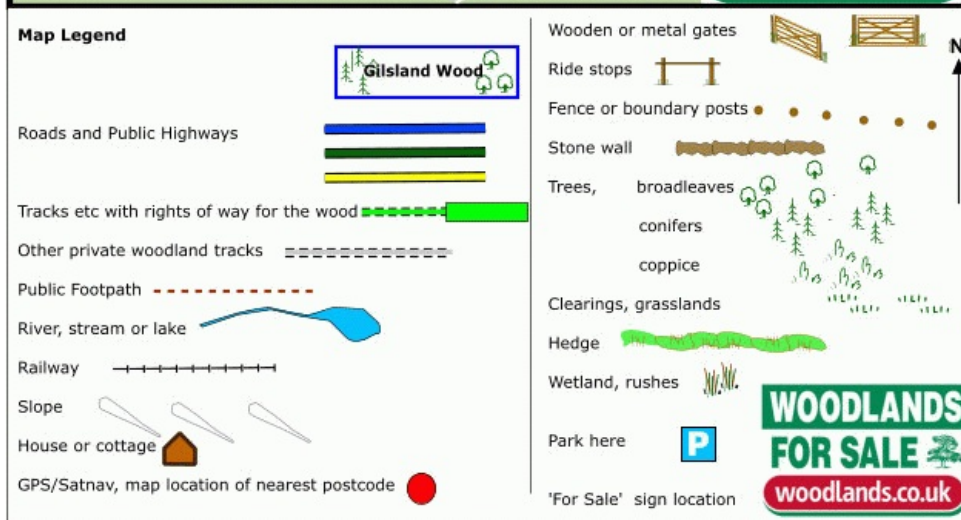 Map Legend
Gilsland Wood
Roads and Public Highways
Tracks etc with rights of way for the wood
Other private woodland tracks
Public Footpath
River, stream or lake
Railway
Slope
House or cottage
GPS/Satnav, map location of nearest postcode
Wooden or metal gates
Ride stops
Fence or boundary posts
Stone wall
Trees, broadleaves
conifers
coppice
Clearings, grasslands
Hedge
Wetland, rushes
Park here P
'For Sale' sign location
N
WOODLANDS
FOR SALE
woodlands.co.uk